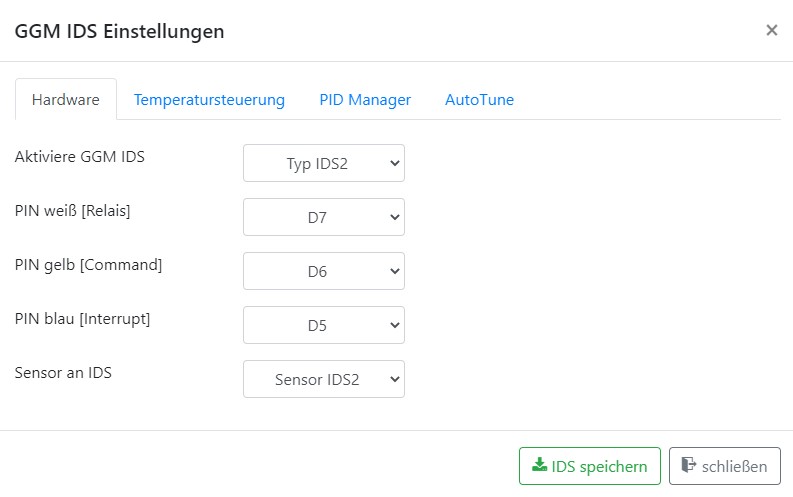 GGM IDS Einstellungen ×
Hardware Temperatursteuerung PID Manager AutoTune
Aktiviere GGM IDS Typ IDS2
PIN weiß [Relais] D7
PIN gelb [Command] D6
PIN blau [Interrupt] D5
Sensor an IDS Sensor IDS2
IDS speichern schließen